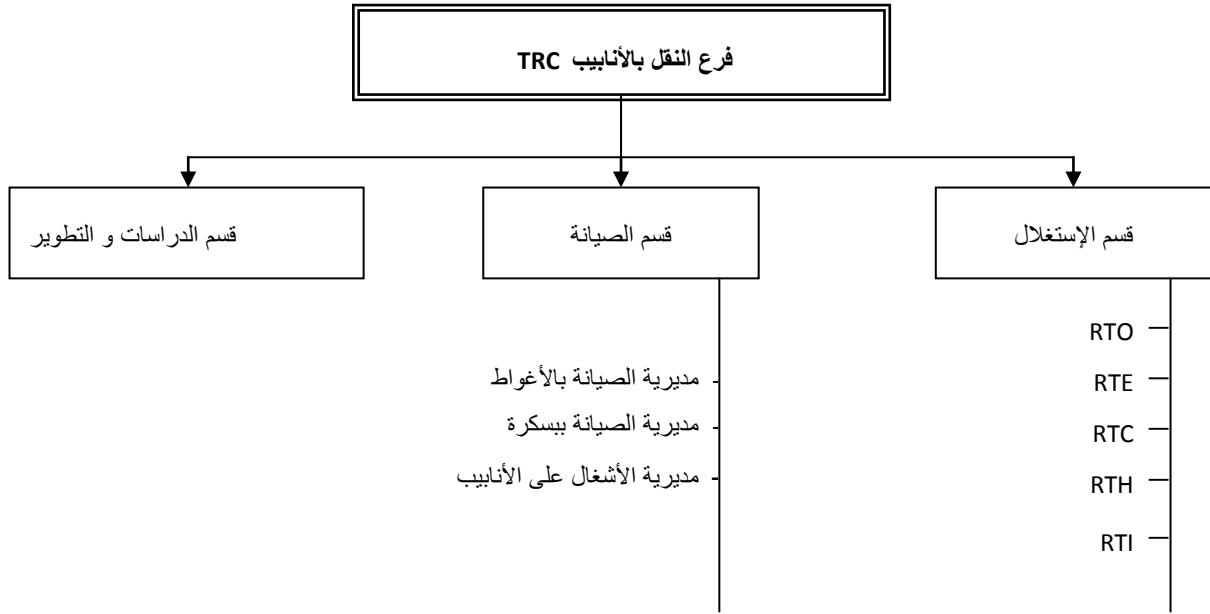 فرع النقل بالأنابيب TRC
قسم الإستغلال
قسم الصيانة
قسم الدراسات و التطوير
RTO
RTE
RTC
RTH
RTI
- مديرية الصيانة بالأغواط
- مديرية الصيانة ببسكرة
- مديرية الأشغال على الأنابيب